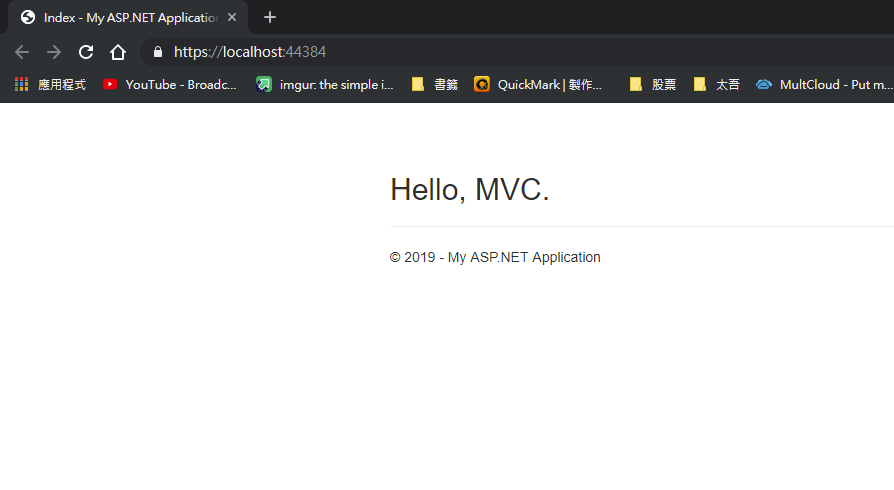 Index - My ASP.NET Application
https://localhost:44384
應用程式 YouTube - Broadc... imgur: the simple i... 書籤 QuickMark | 製作... 股票 太吾 MultCloud - Put m...
Hello, MVC.
© 2019 - My ASP.NET Application